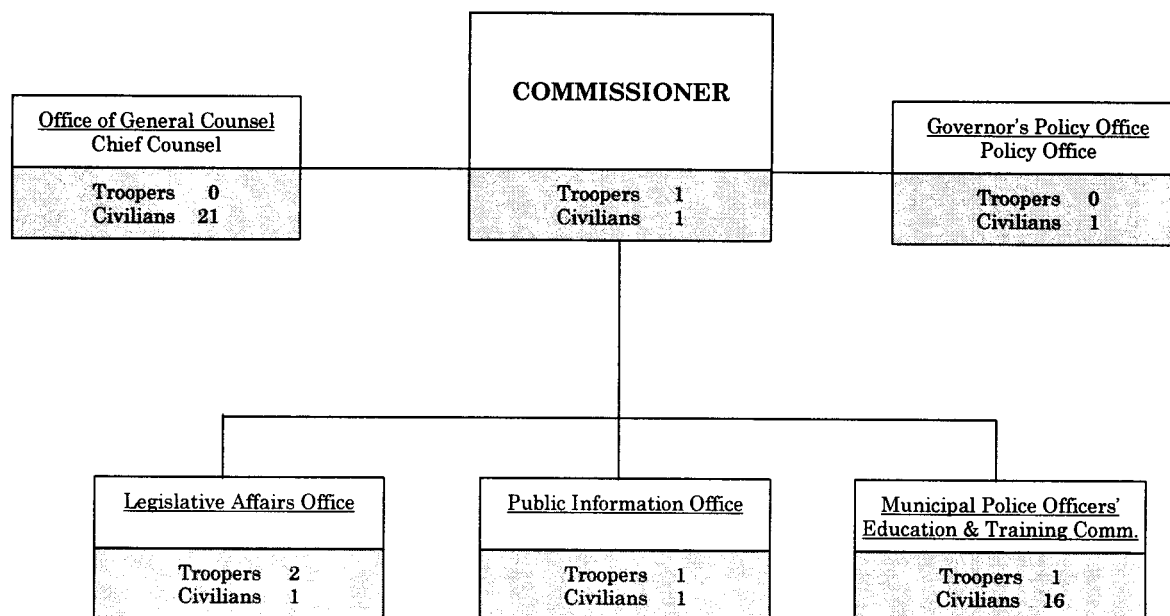 COMMISSIONER
Troopers 1
Civilians 1
Office of General Counsel
Chief Counsel
Troopers 0
Civilians 21
Governor's Policy Office
Policy Office
Troopers 0
Civilians 1
Legislative Affairs Office
Troopers 2
Civilians 1
Public Information Office
Troopers 1
Civilians 1
Municipal Police Officers'
Education & Training Comm.
Troopers 1
Civilians 16